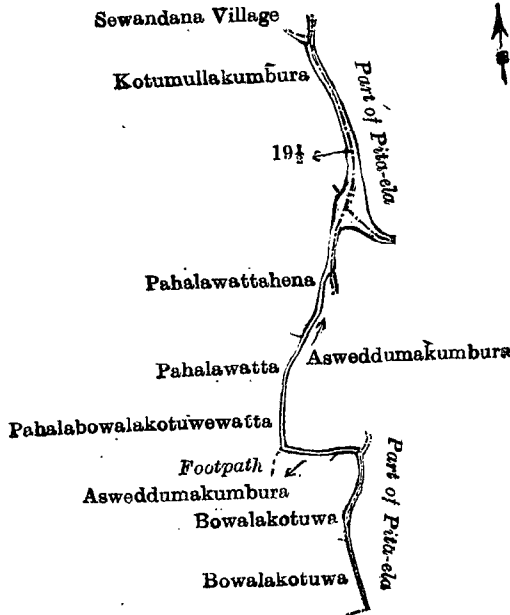 Sewandana Village
Kotumullakumbura
Part of Pita-ela
19½
Pahalawattahena
Asweddumakumbura
Pahalawatta
Pahalabowalakotuwewatta
Footpath
Asweddumakumbura
Part of Pita-ela
Bowalakotuwa
Bowalakotuwa